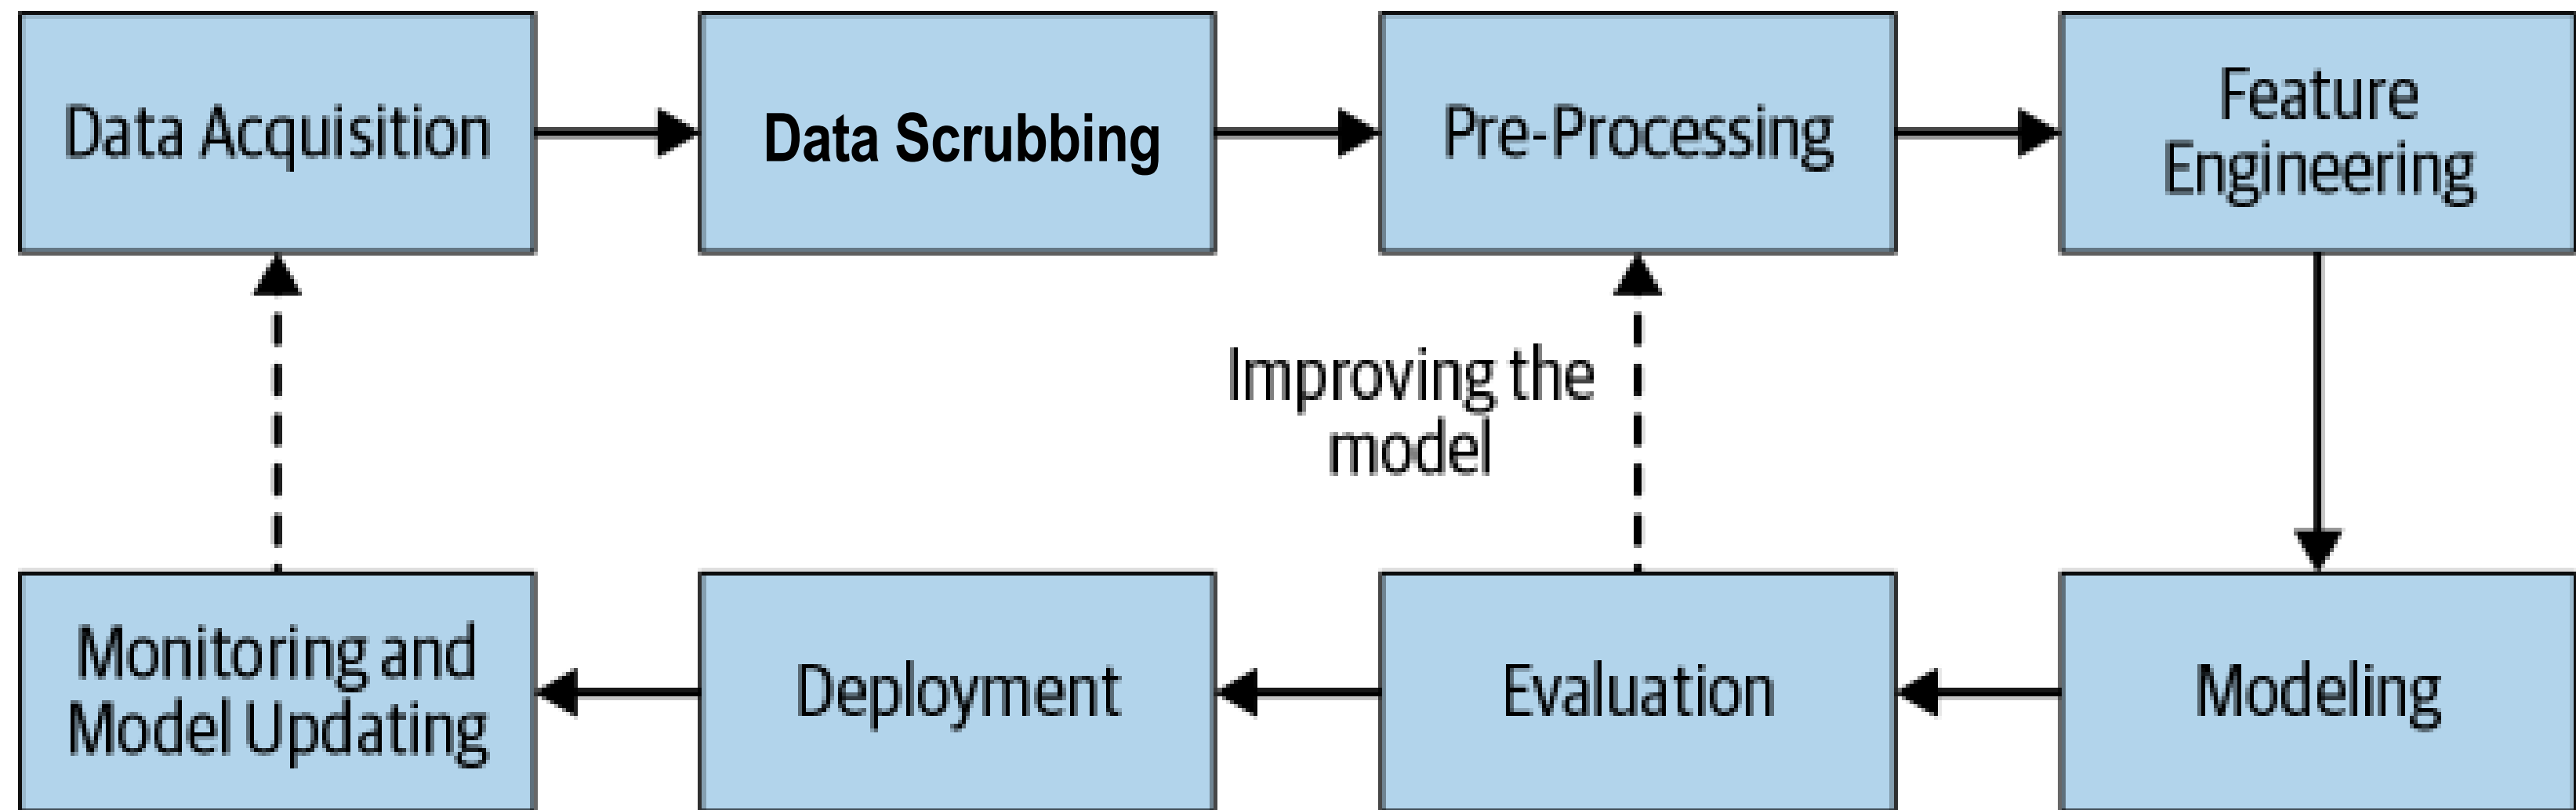 Data Acquisition
Data Scrubbing
Pre-Processing
Feature
Engineering
Improving the
model
Monitoring and
Model Updating
Deployment
Evaluation
Modeling